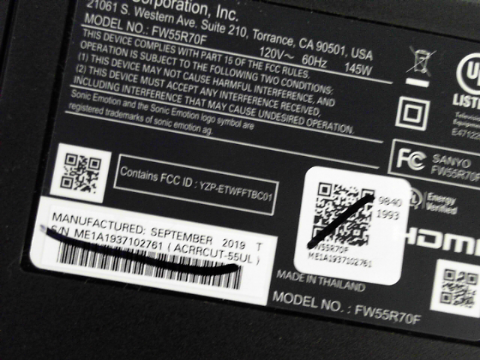 Corporation, Inc.
21061 S. Western Ave. Suite 210, Torrance, CA 90501, USA
MODEL NO.: FW55R70F 120V~ 60Hz 145W
THIS DEVICE COMPLIES WITH PART 15 OF THE FCC RULES.
OPERATION IS SUBJECT TO THE FOLLOWING TWO CONDITIONS:
(1) THIS DEVICE MAY NOT CAUSE HARMFUL INTERFERENCE, AND
(2) THIS DEVICE MUST ACCEPT ANY INTERFERENCE RECEIVED,
INCLUDING INTERFERENCE THAT MAY CAUSE UNDESIRED OPERATION.
Sonic Emotion and the Sonic Emotion logo symbol are
registered trademarks of sonic emotion ag.
UL
LISTE
E47122
FC SANYO
FW55R70F
Energy
Verified
Contains FCC ID : YZP-ETWFFTBC01
9840
1993
FW55R70F
ME1A1937102761
HDMI
MANUFACTURED: SEPTEMBER 2019 T
S/N ME1A1937102761 ( ACRRCUT-55UL )
MADE IN THAILAND
MODEL NO. : FW55R70F